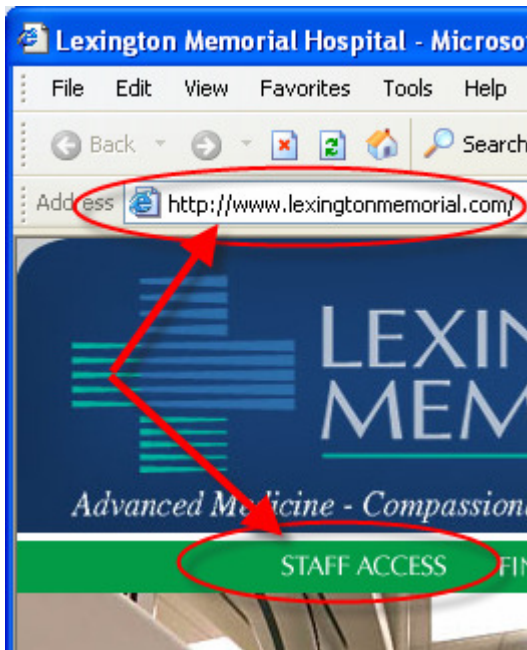 Lexington Memorial Hospital - Microso
File Edit View Favorites Tools Help
Back Search
Address http://www.lexingtonmemorial.com/
LEXIN
MEM
Advanced Medicine - Compassion
STAFF ACCESS FIN